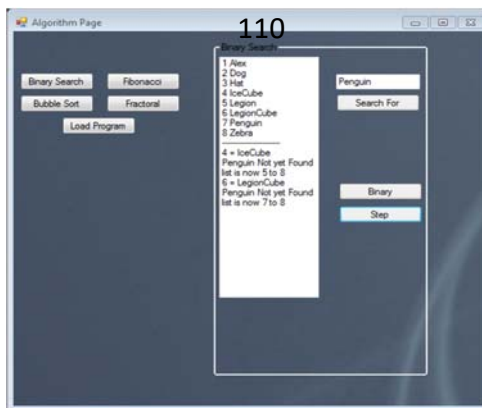 Algorithm Page
110
Binary Search
Binary Search
Fibonacci
Bubble Sort
Fractoral
Load Program
1 Alex
2 Dog
3 Hat
4 IceCube
5 Legion
6 LegionCube
7 Penguin
8 Zebra
4 = IceCube
Penguin Not yet Found
list is now 5 to 8
6 = LegionCube
Penguin Not yet Found
list is now 7 to 8
Penguin
Search For
Binary
Step